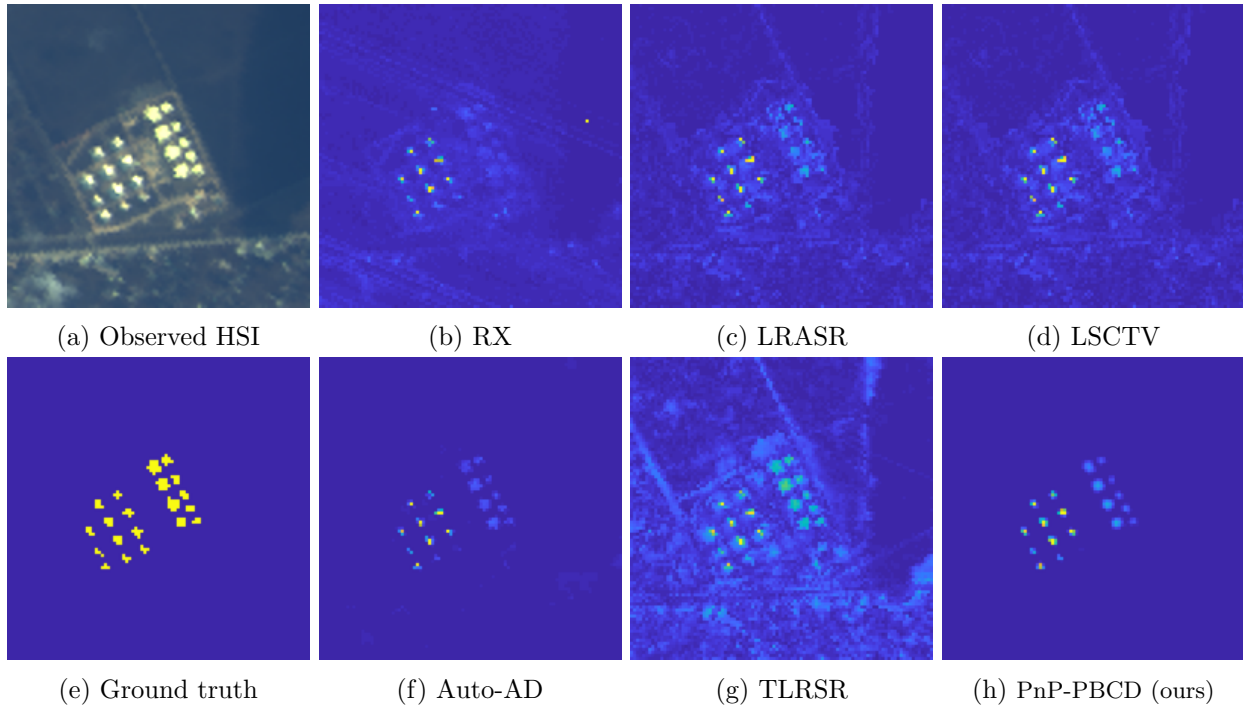 (a) Observed HSI
(b) RX
(c) LRASR
(d) LSCTV
(e) Ground truth
(f) Auto-AD
(g) TLRSR
(h) PnP-PBCD (ours)